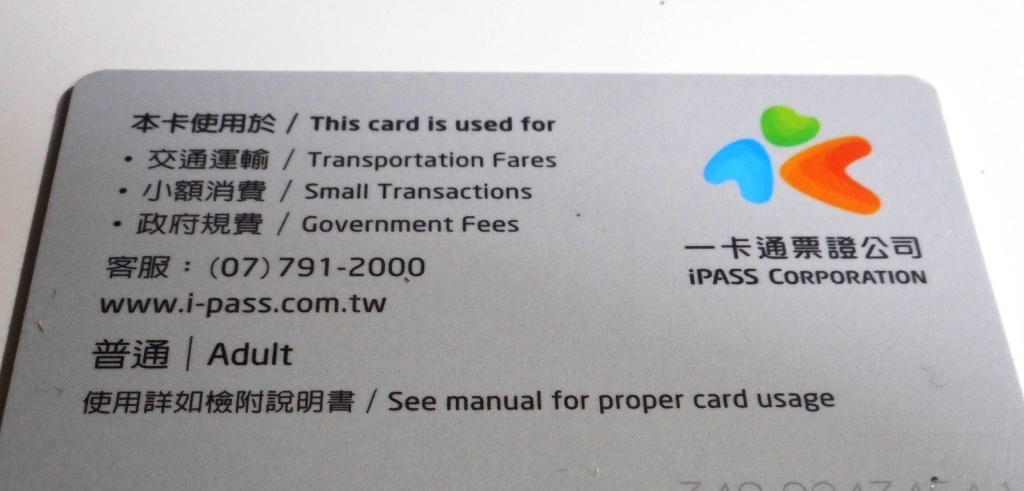 本卡使用於 / This card is used for
・交通運輸 / Transportation Fares
・小額消費 / Small Transactions
・政府規費 / Government Fees
客服：(07)791-2000
www.i-pass.com.tw
普通 | Adult
使用詳如檢附說明書 / See manual for proper card usage
一卡通票證公司
iPASS CORPORATION